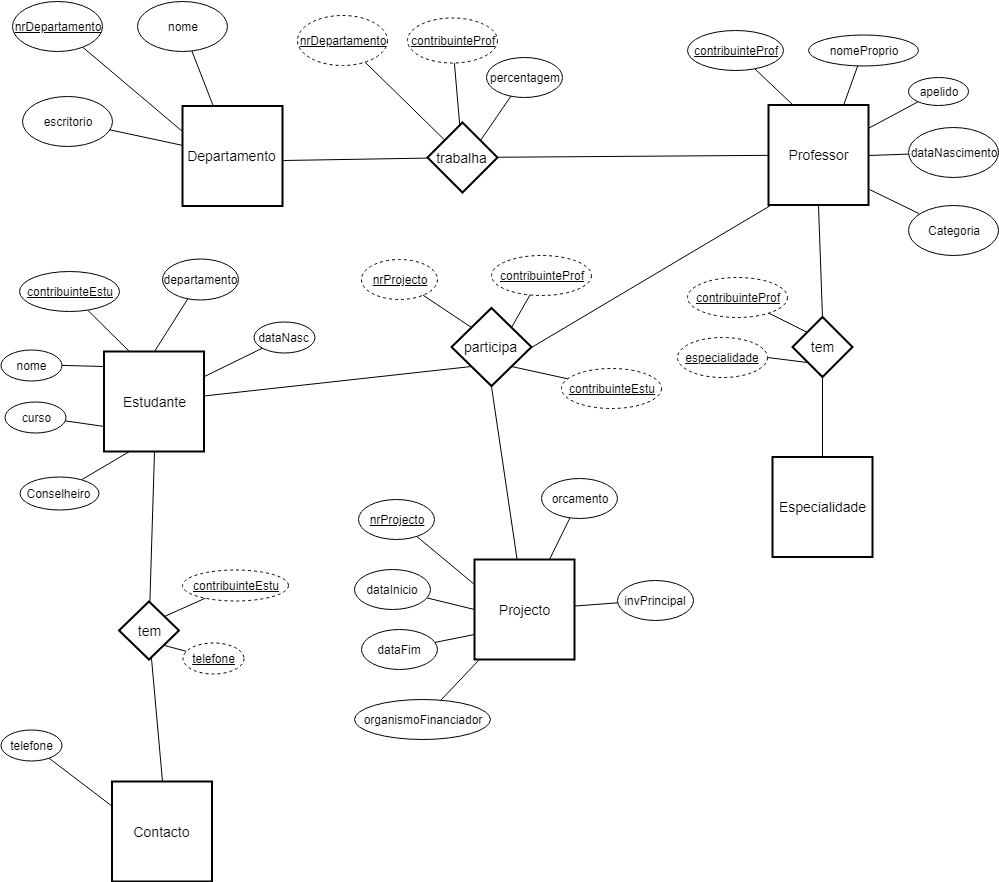 nrDepartamento
nome
escritorio
Departamento
nrDepartamento
contribuinteProf
percentagem
trabalha
contribuinteProf
nomeProprio
apelido
dataNascimento
Categoria
Professor
contribuinteEstu
departamento
dataNasc
nome
curso
Conselheiro
Estudante
nrProjecto
contribuinteProf
participa
contribuinteEstu
contribuinteProf
especialidade
tem
Especialidade
nrProjecto
orcamento
dataInicio
dataFim
organismoFinanciador
invPrincipal
Projecto
contribuinteEstu
tem
telefone
telefone
Contacto